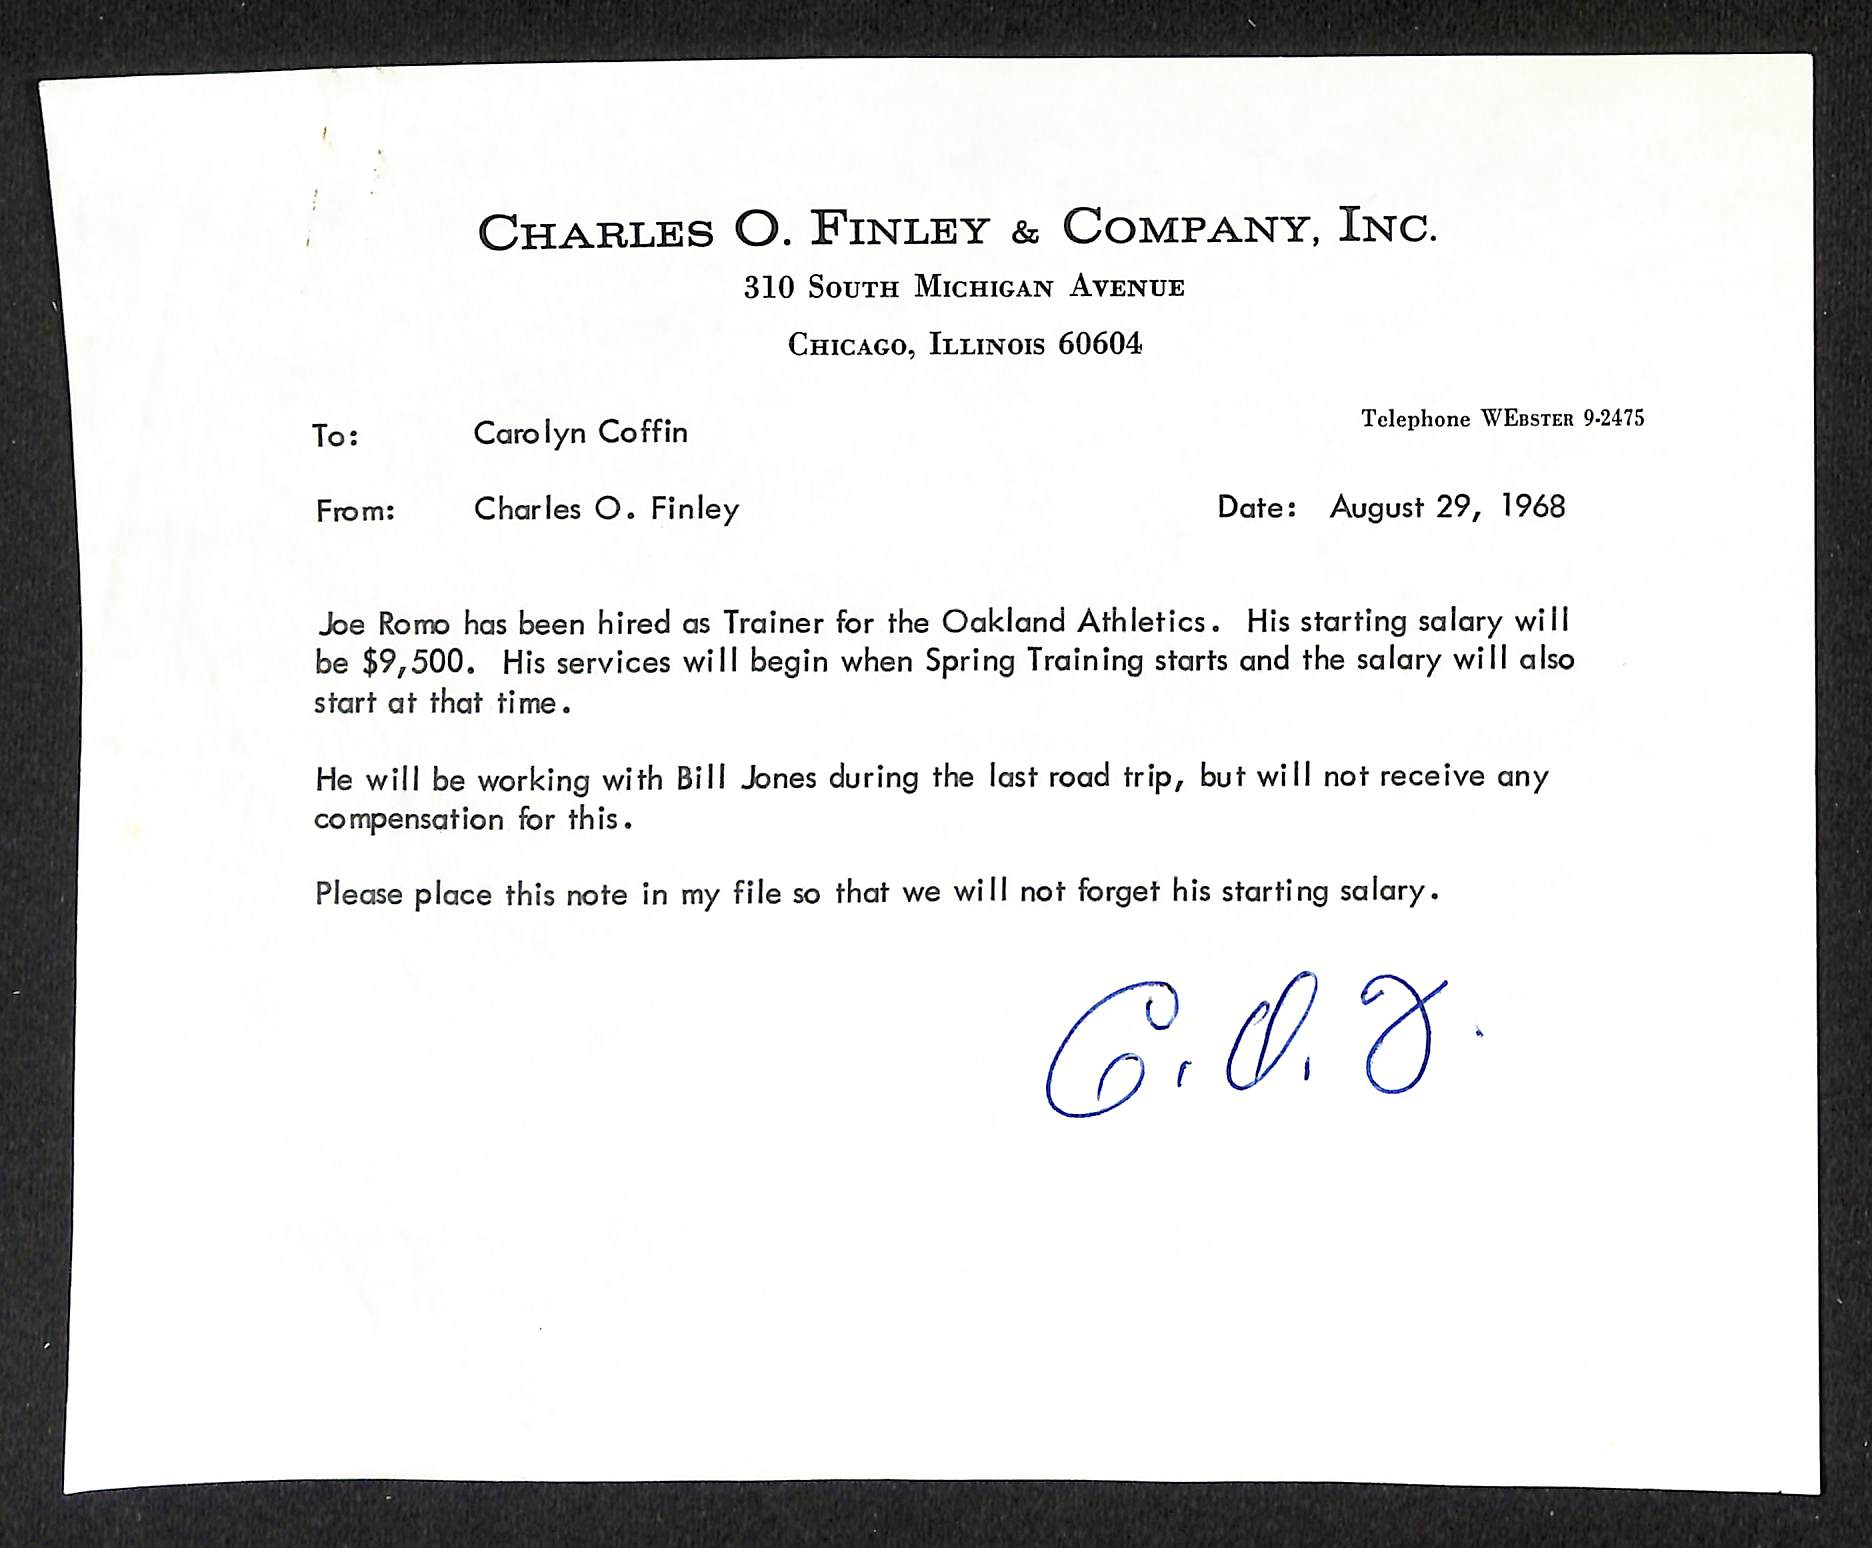 CHARLES O. FINLEY & COMPANY, INC.
310 SOUTH MICHIGAN AVENUE
CHICAGO, ILLINOIS 60604
Telephone WEBSTER 9-2475
To: Carolyn Coffin
From: Charles O. Finley Date: August 29, 1968
Joe Romo has been hired as Trainer for the Oakland Athletics. His starting salary will
be $9,500. His services will begin when Spring Training starts and the salary will also
start at that time.
He will be working with Bill Jones during the last road trip, but will not receive any
compensation for this.
Please place this note in my file so that we will not forget his starting salary.
C. O. F.